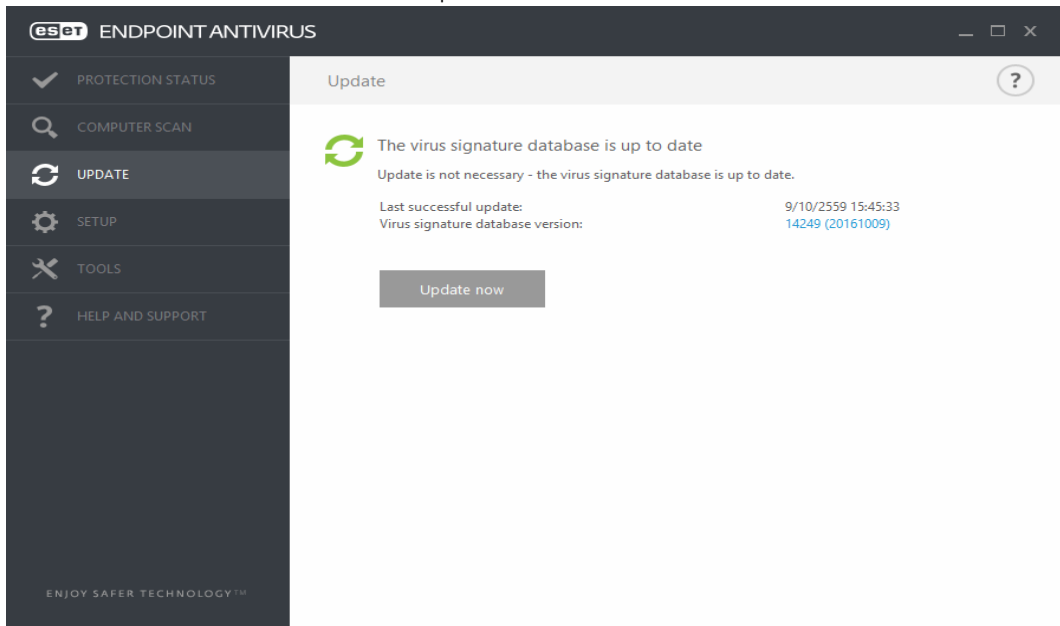 eset ENDPOINT ANTIVIRUS
PROTECTION STATUS
COMPUTER SCAN
UPDATE
SETUP
TOOLS
HELP AND SUPPORT
ENJOY SAFER TECHNOLOGY™
Update
?
The virus signature database is up to date
Update is not necessary - the virus signature database is up to date.
Last successful update: 9/10/2559 15:45:33
Virus signature database version: 14249 (20161009)
Update now